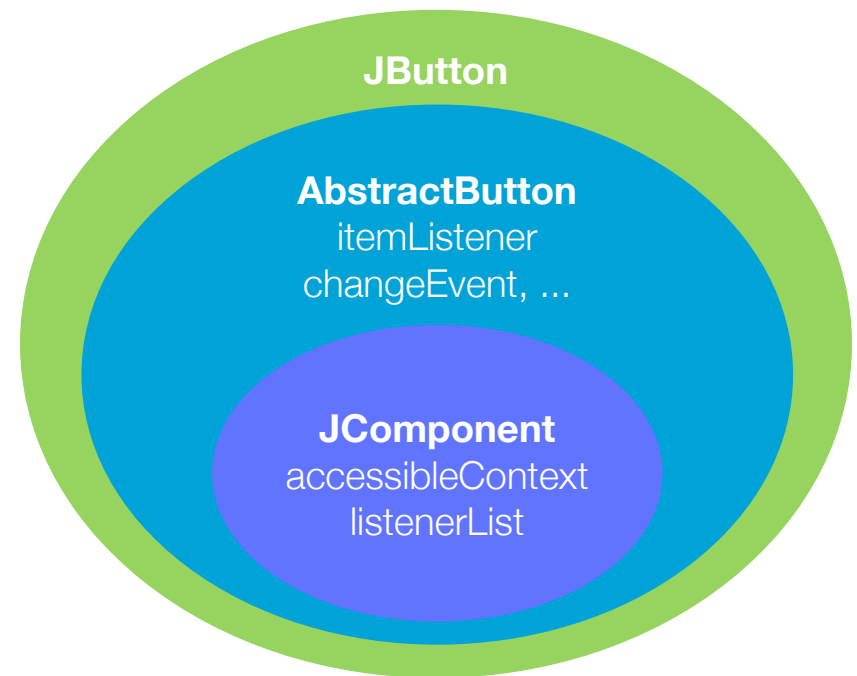 JButton
AbstractButton
itemListener
changeEvent, ...
JComponent
accessibleContext
listenerList